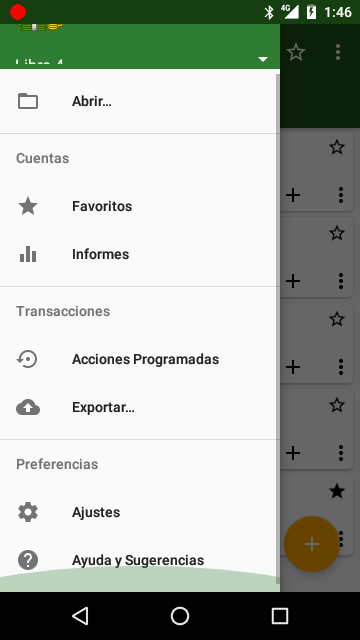 4G 1:46
Libro 4
Abrir...
Cuentas
Favoritos
Informes
Transacciones
Acciones Programadas
Exportar...
Preferencias
Ajustes
Ayuda y Sugerencias